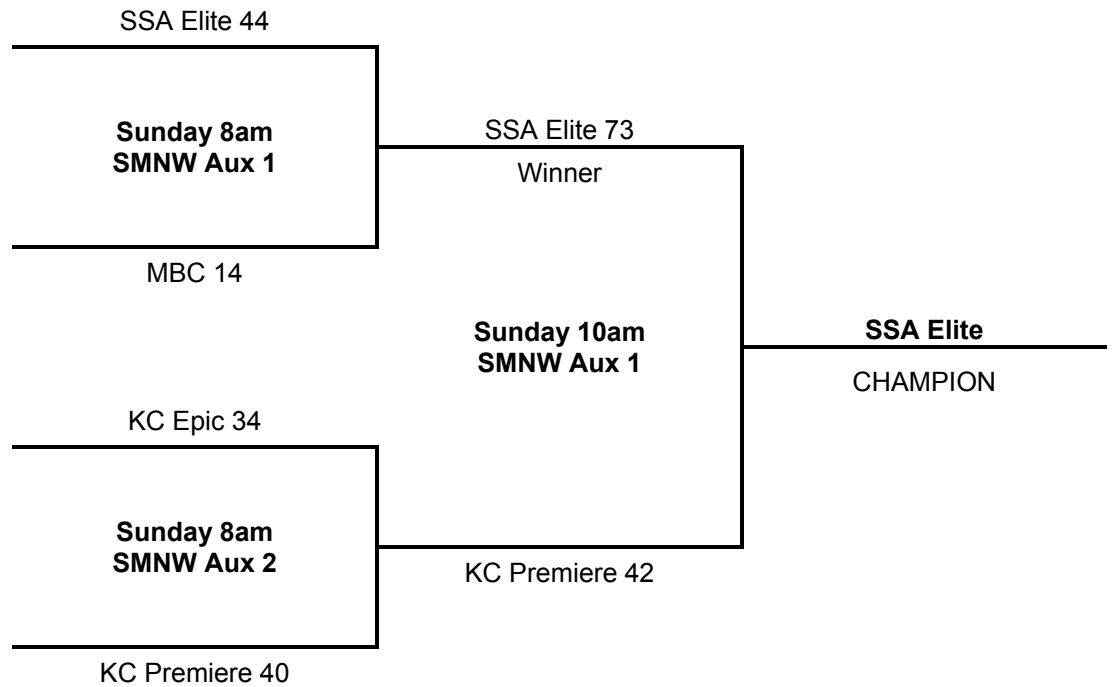 SSA Elite 44
Sunday 8am
SMNW Aux 1
MBC 14
SSA Elite 73
Winner
Sunday 10am
SMNW Aux 1
SSA Elite
CHAMPION
KC Epic 34
Sunday 8am
SMNW Aux 2
KC Premiere 40
KC Premiere 42